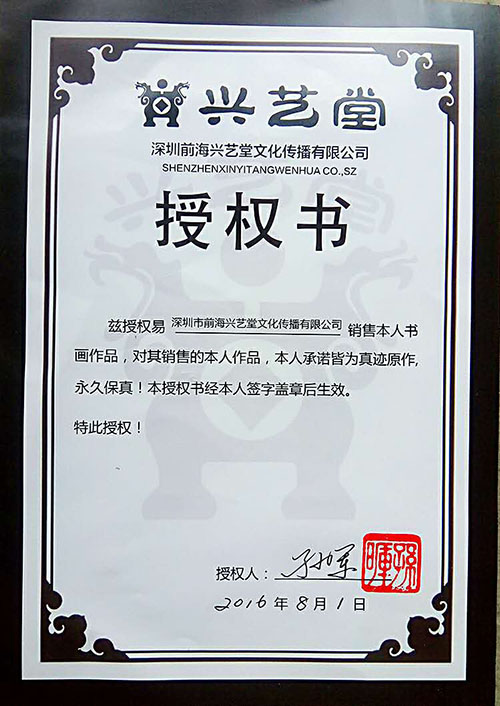 兴艺堂
深圳前海兴艺堂文化传播有限公司
SHENZHENXINYITANGWENHUA CO.,SZ
授权书
兹授权易 深圳市前海兴艺堂文化传播有限公司 销售本人书
画作品，对其销售的本人作品，本人承诺皆为真迹原作，
永久保真！本授权书经本人签字盖章后生效。
特此授权！
授权人：
2016年8月1日